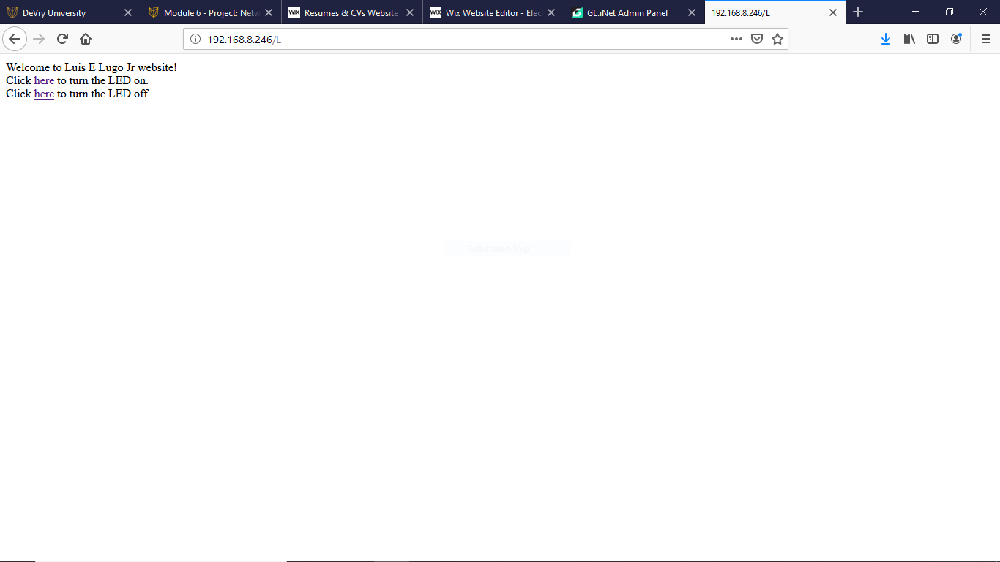 DeVry University
Module 6 - Project: Netw
WIX Resumes & CVs Website
WIX Wix Website Editor - Elec
GL.iNet Admin Panel
192.168.8.246/L
192.168.8.246/L
Welcome to Luis E Lugo Jr website!
Click here to turn the LED on.
Click here to turn the LED off.
Full-screen Snip